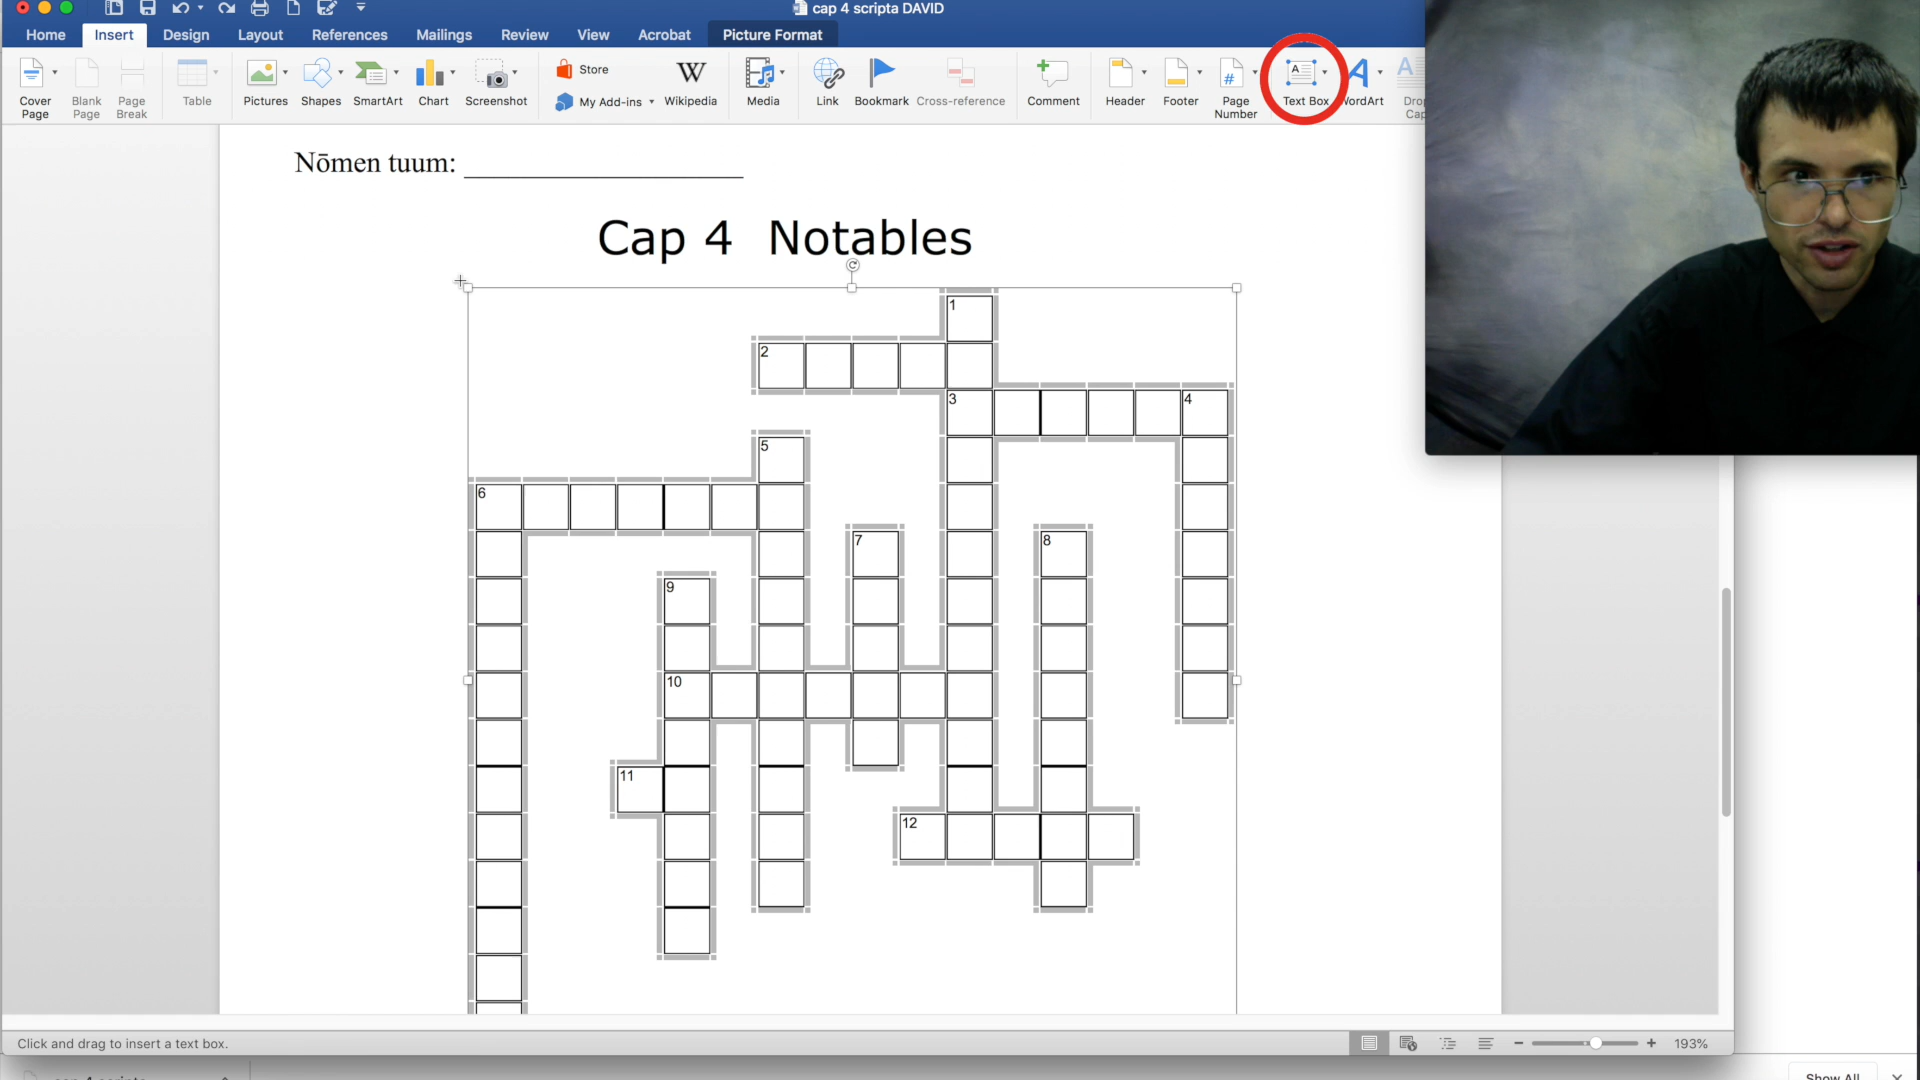 cap 4 scripta DAVID
Home Insert Design Layout References Mailings Review View Acrobat Picture Format
Cover Page
Blank Page
Page Break
Table
Pictures
Shapes
SmartArt
Chart
Screenshot
Store
My Add-ins
W
Wikipedia
Media
Link
Bookmark
Cross-reference
Comment
Header
Footer
#
Page Number
A
Text Box
A
WordArt
A
Nōmen tuum: ____________________
Cap 4 Notables
1
2
3
4
5
6
7
8
9
10
11
12
Click and drag to insert a text box.
193%
Show All